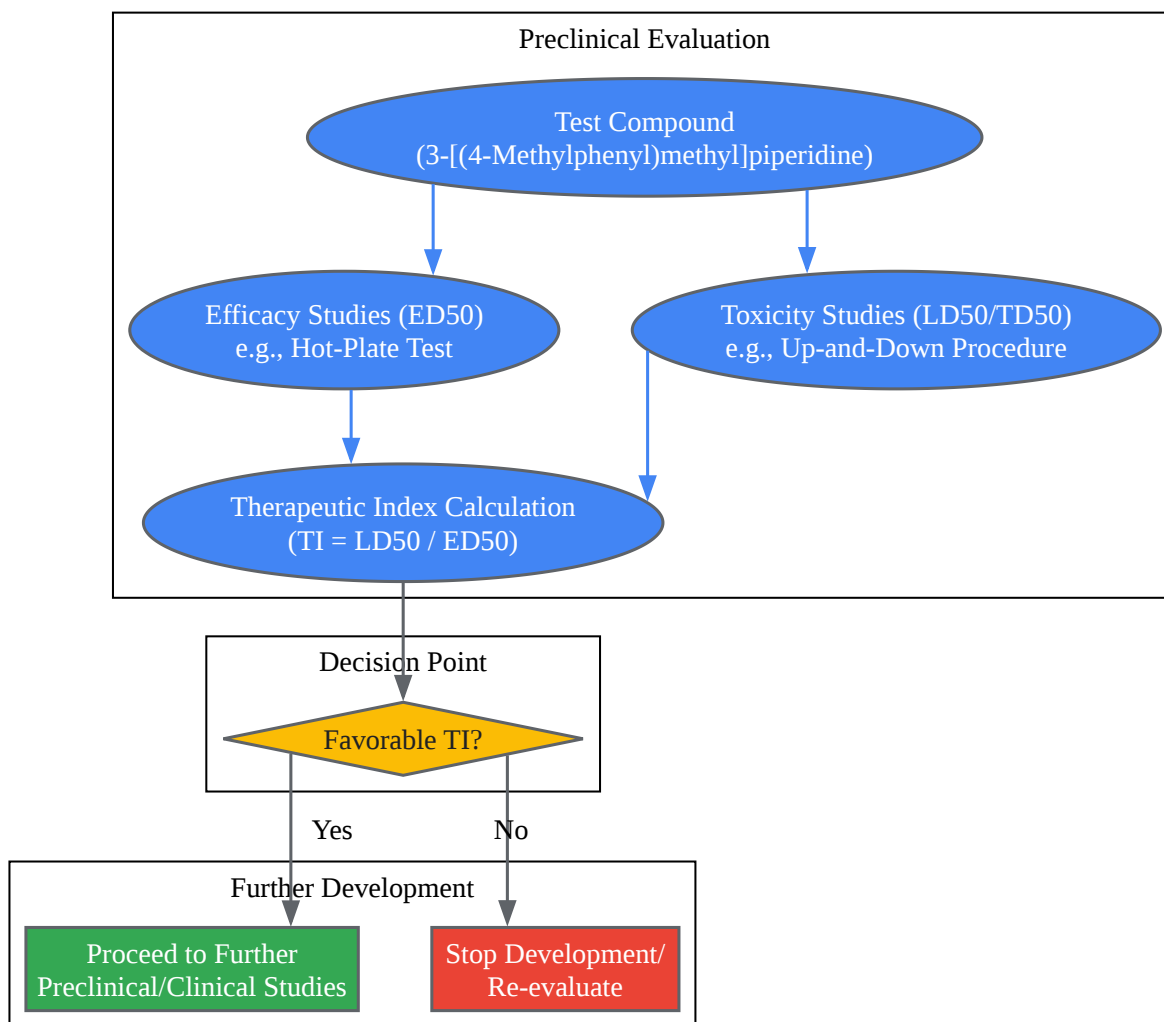 Preclinical Evaluation
Test Compound
(3-[(4-Methylphenyl)methyl]piperidine)
Efficacy Studies (ED50)
e.g., Hot-Plate Test
Toxicity Studies (LD50/TD50)
e.g., Up-and-Down Procedure
Therapeutic Index Calculation
(TI = LD50 / ED50)
Decision Point
Favorable TI?
Yes
No
Further Development
Proceed to Further
Preclinical/Clinical Studies
Stop Development/
Re-evaluate